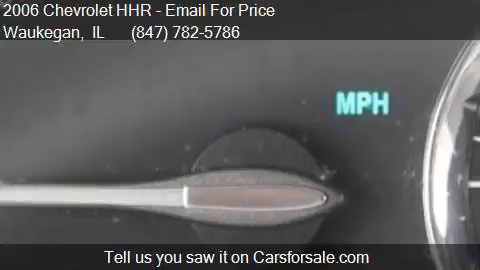 2006 Chevrolet HHR - Email For Price
Waukegan, IL (847) 782-5786
MPH
Tell us you saw it on Carsforsale.com